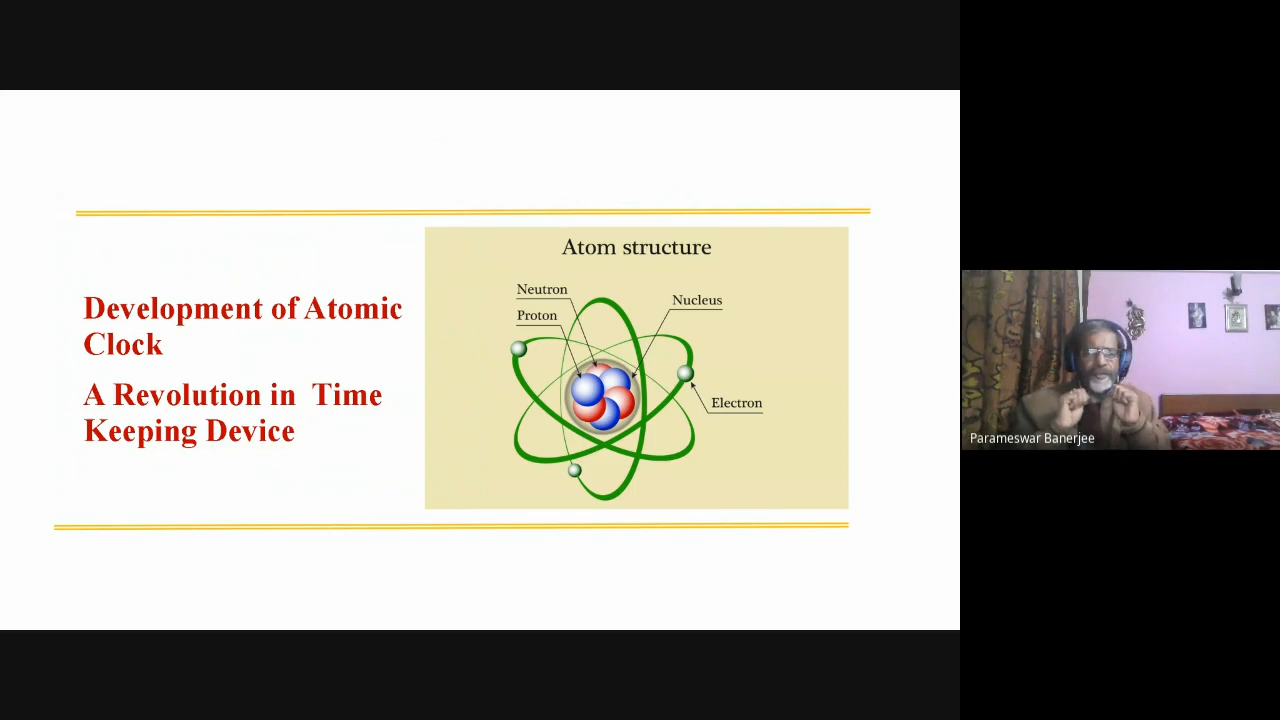 Development of Atomic
Clock
A Revolution in Time
Keeping Device
Atom structure
Neutron
Proton
Nucleus
Electron
Parameswar Banerjee